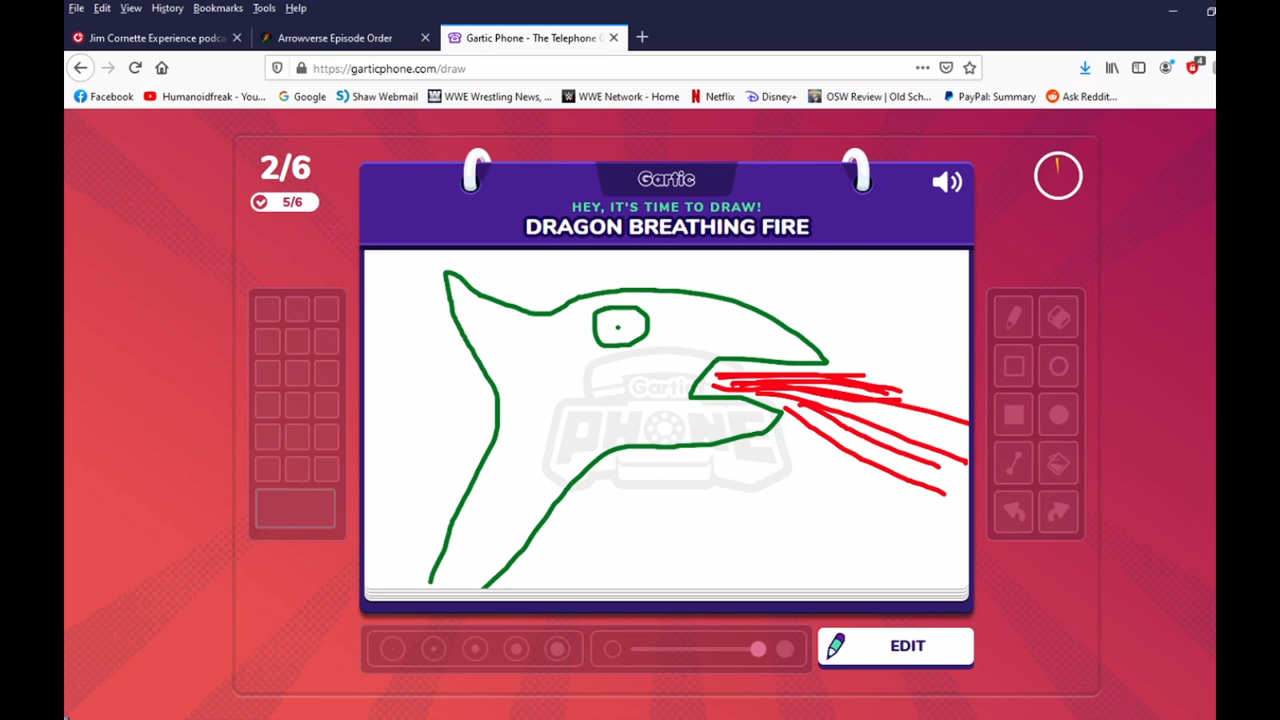 File Edit View History Bookmarks Tools Help
Jim Cornette Experience podca
Arrowverse Episode Order
Gartic Phone - The Telephone G
https://garticphone.com/draw
4
Facebook
Humanoidfreak - You...
Google
Shaw Webmail
WWE Wrestling News, ...
WWE Network - Home
Netflix
Disney+
OSW Review | Old Sch...
PayPal: Summary
Ask Reddit...
2/6
5/6
Gartic
HEY, IT'S TIME TO DRAW!
DRAGON BREATHING FIRE
Gartic
PHONE
EDIT